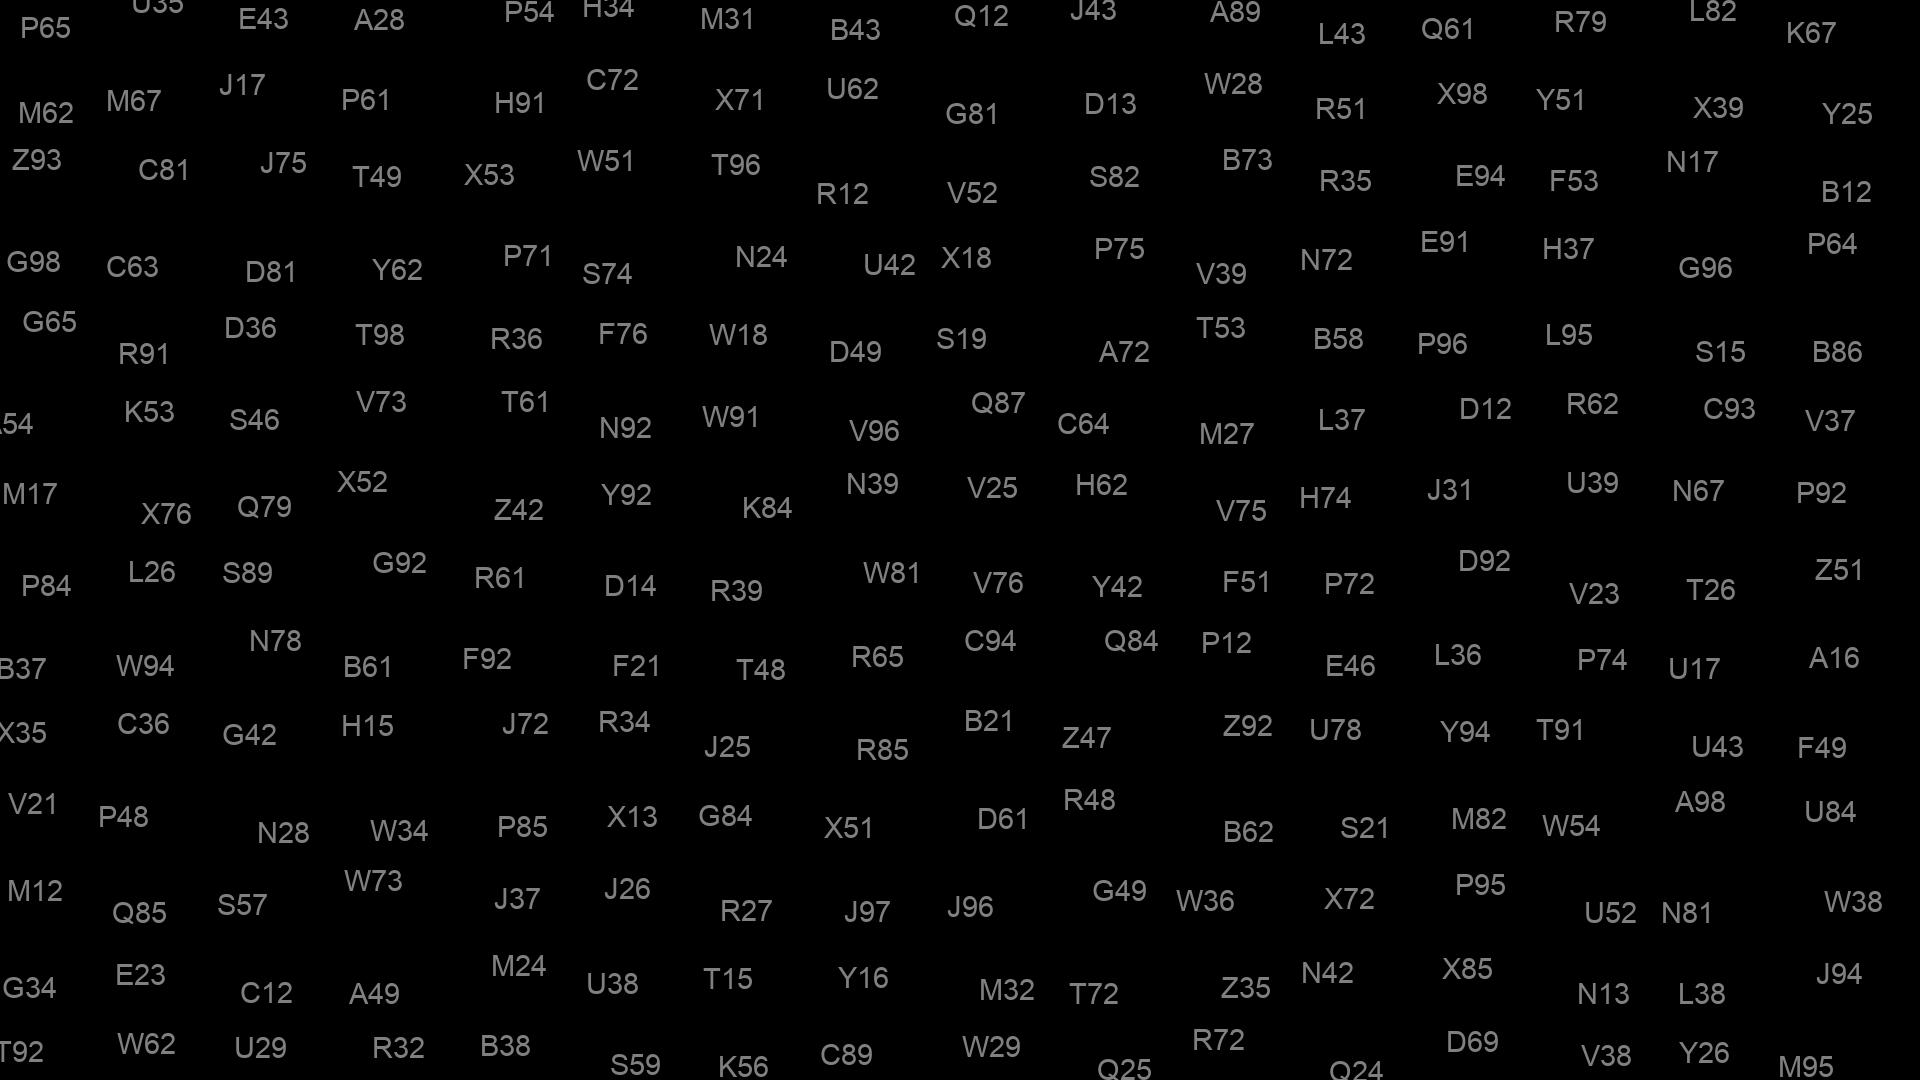 P65 U35 E43 A28 P54 H34 M31 B43 Q12 J43 A89 L43 Q61 R79 L82 K67
M62 M67 J17 P61 H91 C72 X71 U62 G81 D13 W28 R51 X98 Y51 X39 Y25
Z93 C81 J75 T49 X53 W51 T96 R12 V52 S82 B73 R35 E94 F53 N17 B12
G98 C63 D81 Y62 P71 S74 N24 U42 X18 P75 V39 N72 E91 H37 G96 P64
G65 R91 D36 T98 R36 F76 W18 D49 S19 A72 T53 B58 P96 L95 S15 B86
K53 S46 V73 T61 N92 W91 V96 Q87 C64 M27 L37 D12 R62 C93 V37
M17 X76 Q79 X52 Z42 Y92 K84 N39 V25 H62 V75 H74 J31 U39 N67 P92
P84 L26 S89 G92 R61 D14 R39 W81 V76 Y42 F51 P72 D92 V23 T26 Z51
B37 W94 N78 B61 F92 F21 T48 R65 C94 Q84 P12 E46 L36 P74 U17 A16
X35 C36 G42 H15 J72 R34 J25 R85 B21 Z47 Z92 U78 Y94 T91 U43 F49
V21 P48 N28 W34 P85 X13 G84 X51 D61 R48 B62 S21 M82 W54 A98 U84
M12 Q85 S57 W73 J37 J26 R27 J97 J96 G49 W36 X72 P95 U52 N81 W38
G34 E23 C12 A49 M24 U38 T15 Y16 M32 T72 Z35 N42 X85 N13 L38 J94
T92 W62 U29 R32 B38 S59 K56 C89 W29 Q25 R72 Q24 D69 V38 Y26 M95